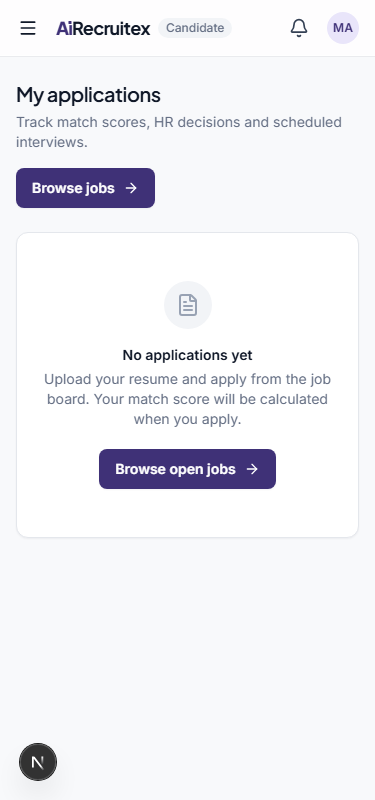 AiRecruitex Candidate MA
My applications
Track match scores, HR decisions and scheduled
interviews.
Browse jobs →
No applications yet
Upload your resume and apply from the job
board. Your match score will be calculated
when you apply.
Browse open jobs →
N